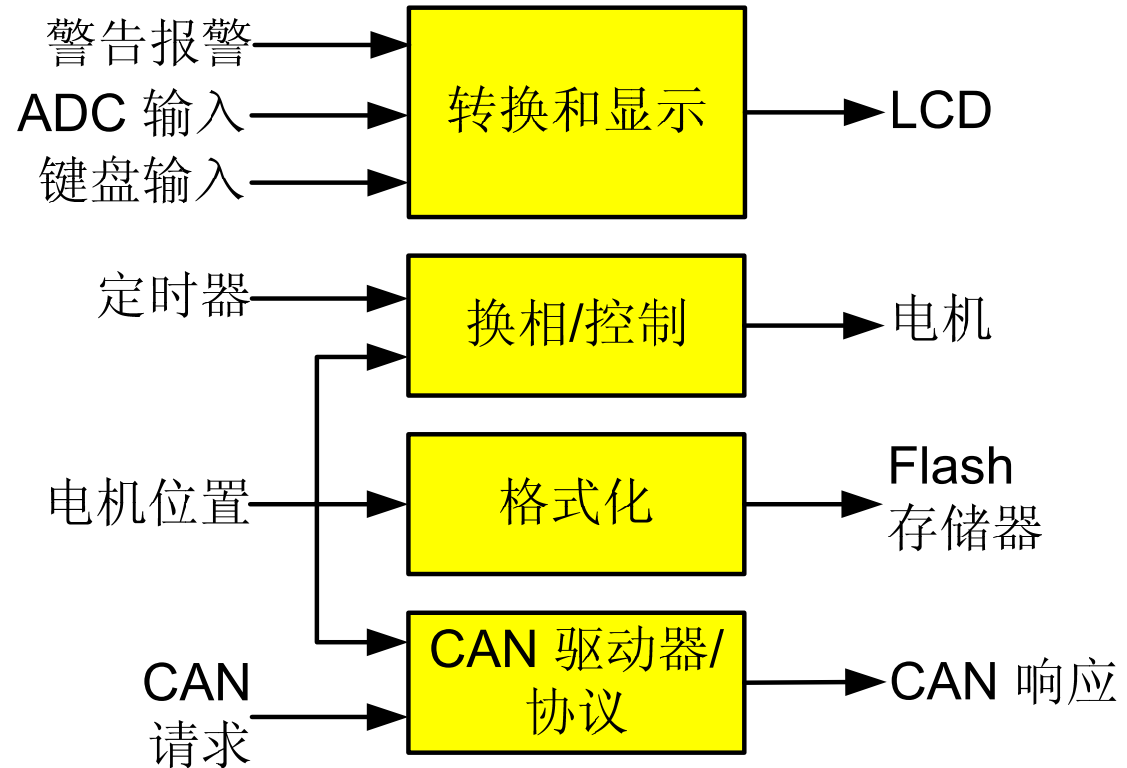 警告报警
ADC 输入
键盘输入
转换和显示
LCD
定时器
换相/控制
电机
电机位置
格式化
Flash
存储器
CAN
请求
CAN 驱动器/
协议
CAN 响应